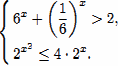 6^x + (1/6)^x > 2,
2^{x^2} ≤ 4 · 2^x.